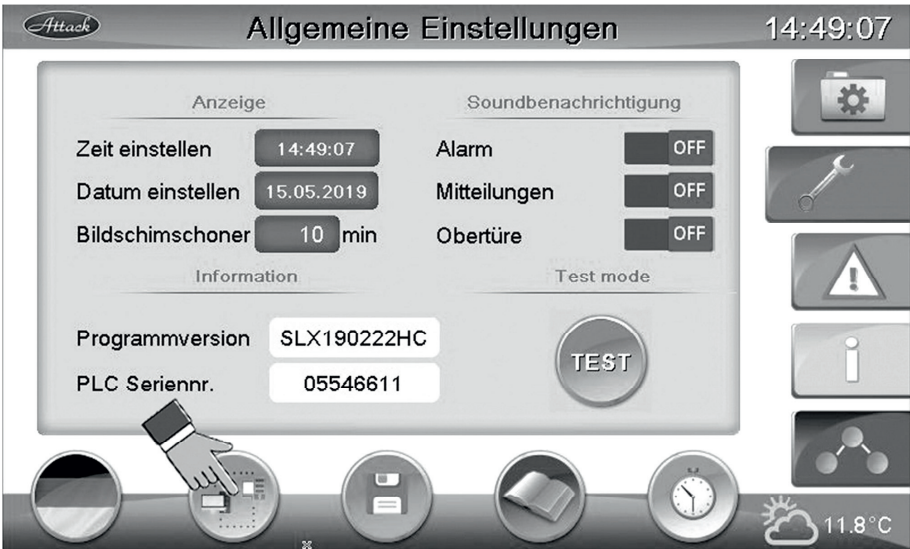 Attack
Allgemeine Einstellungen
14:49:07
Anzeige
Zeit einstellen 14:49:07
Datum einstellen 15.05.2019
Bildschimschoner 10 min
Soundbenachrichtigung
Alarm OFF
Mitteilungen OFF
Obertüre OFF
Information
Programmversion SLX190222HC
PLC Seriennr. 05546611
Test mode
TEST
x
11.8°C